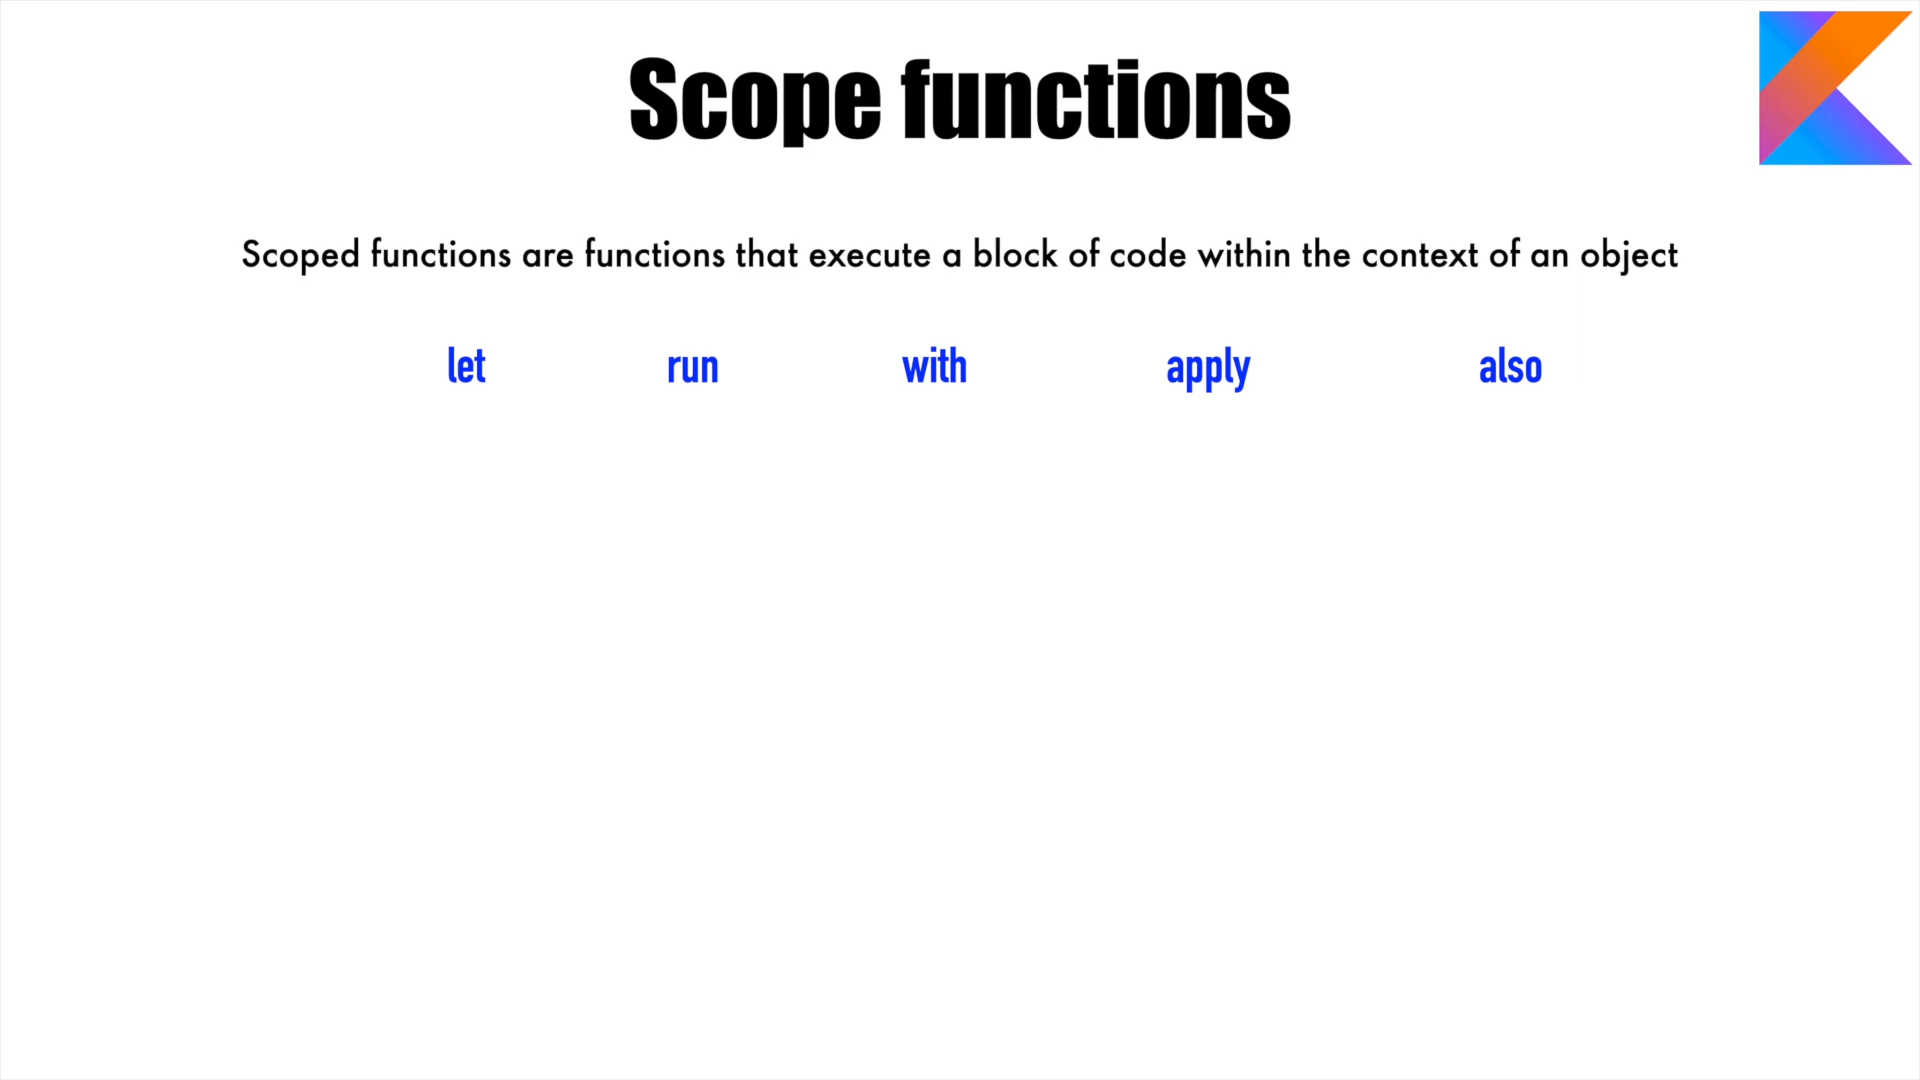 Scope functions
Scoped functions are functions that execute a block of code within the context of an object
let run with apply also